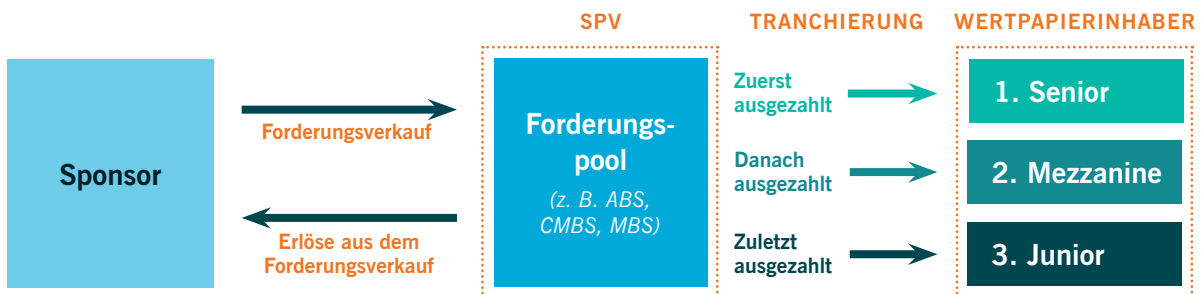 SPV
TRANCHIERUNG
WERTPAPIERINHABER
Sponsor
Forderungsverkauf
Erlöse aus dem
Forderungsverkauf
Forderungs-
pool
(z. B. ABS,
CMBS, MBS)
Zuerst
ausgezahlt
1. Senior
Danach
ausgezahlt
2. Mezzanine
Zuletzt
ausgezahlt
3. Junior